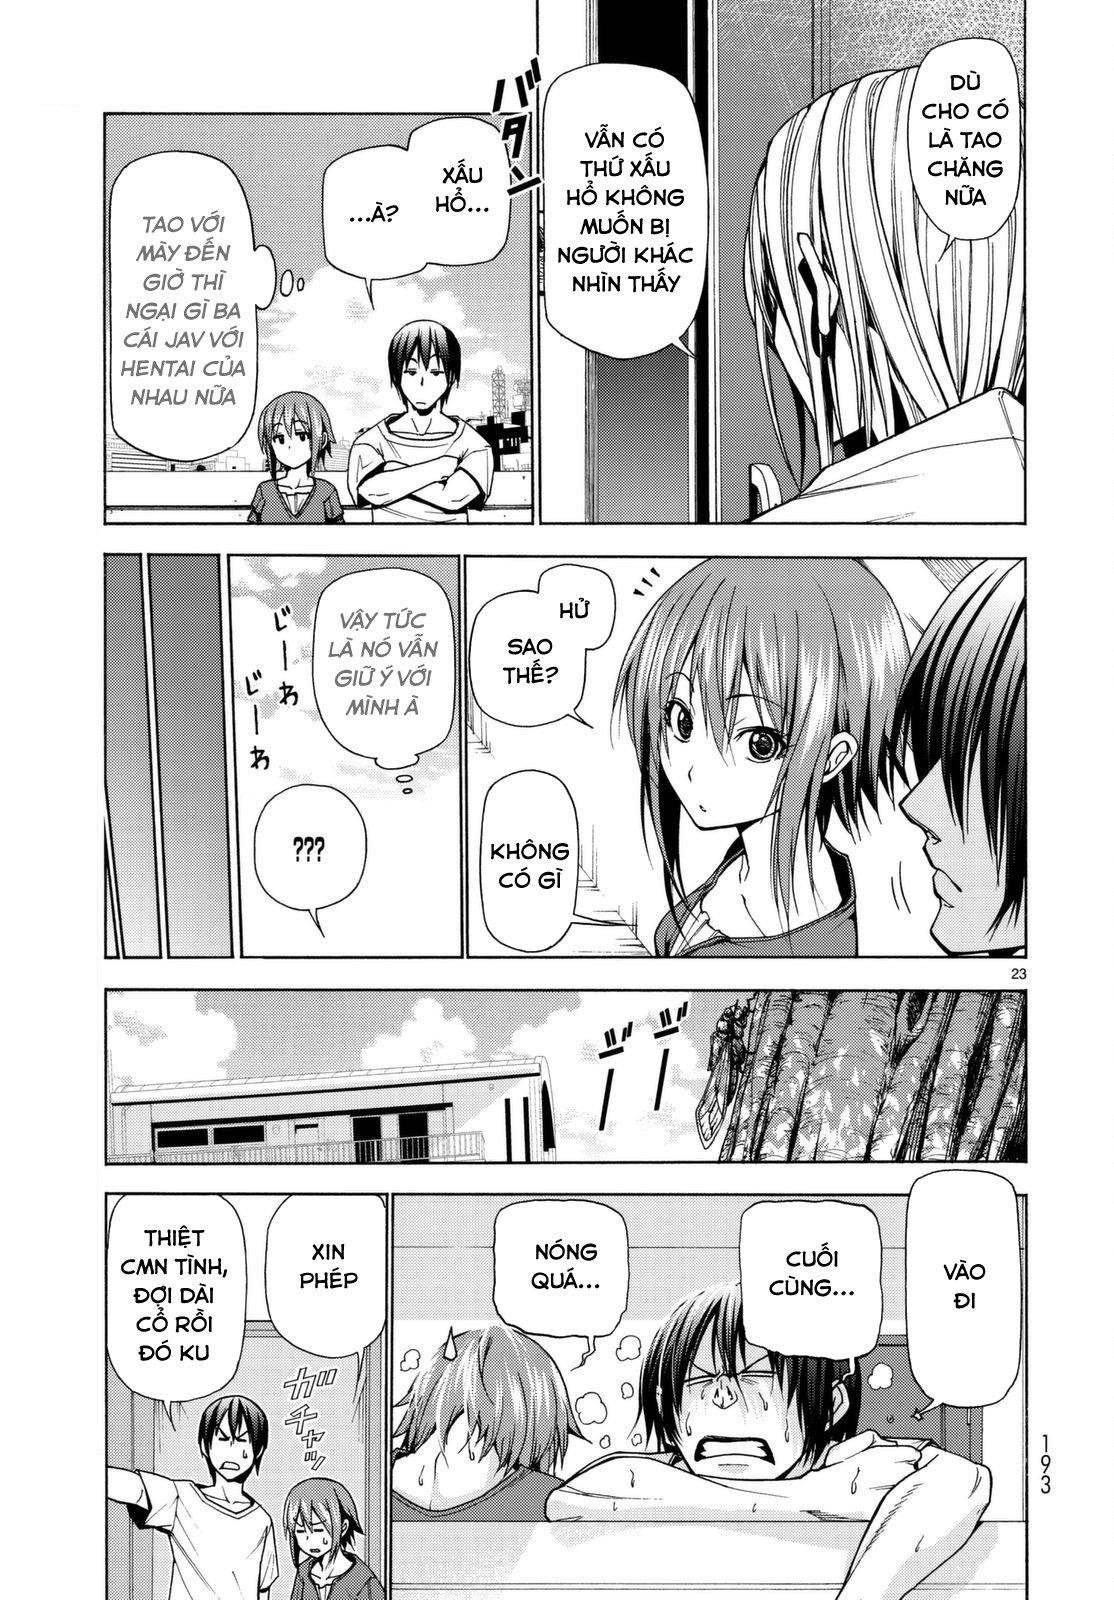 DÙ
CHO CÓ
LÀ TAO
CHĂNG
NỮA
VẪN CÓ
THỨ XẤU
HỔ KHÔNG
MUỐN BỊ
NGƯỜI KHÁC
NHÌN THẤY
バタン
XẤU
HỔ...
...À?
TAO VỚI
MÀY ĐẾN
GIỜ THÌ
NGẠI GÌ BA
CÁI JAV VỚI
HENTAI CỦA
NHAU NỮA
HỬ
SAO
THẾ?
KHÔNG
CÓ GÌ
VẬY TỨC
LÀ NÓ VẪN
GIỮ Ý VỚI
MÌNH À
じーわ
じーわ
???
23
ジー
ジー
VÀO
ĐI
CUỐI
CÙNG...
NÓNG
QUÁ...
XIN
PHÉP
ガチャッ
THIỆT
CMN TÌNH,
ĐỢI DÀI
CỔ RỒI
ĐÓ KU
193